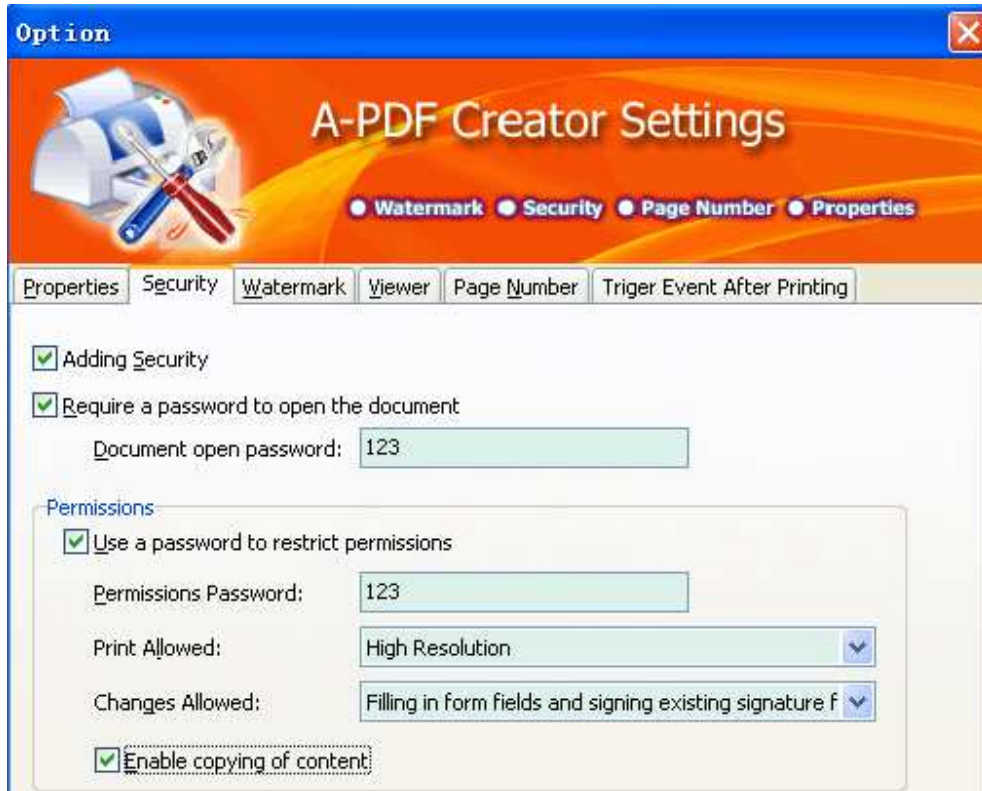 Option
A-PDF Creator Settings
Watermark Security Page Number Properties
Properties Security Watermark Viewer Page Number Triger Event After Printing
Adding Security
Require a password to open the document
Document open password: 123
Permissions
Use a password to restrict permissions
Permissions Password: 123
Print Allowed: High Resolution
Changes Allowed: Filling in form fields and signing existing signature f
Enable copying of content